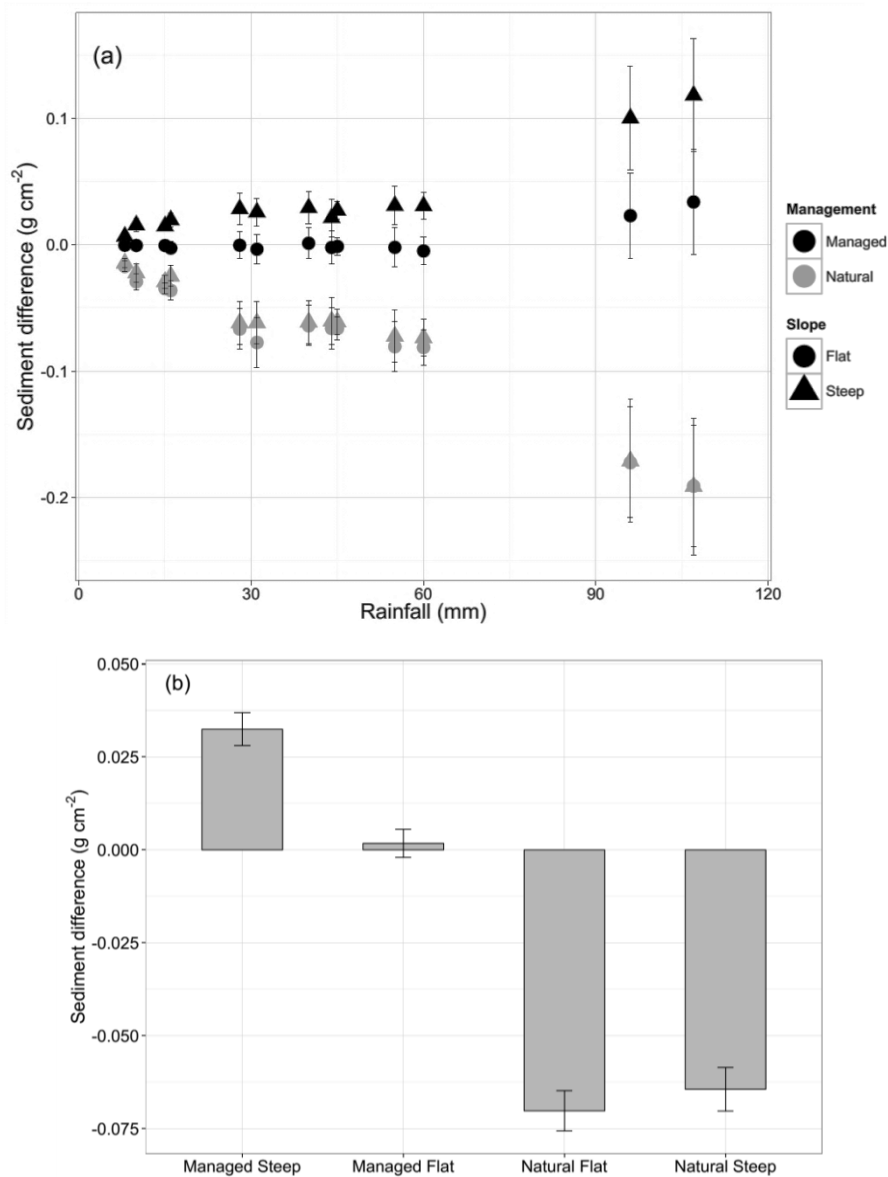 (a)
Sediment difference (g cm-2)
0.1
0.0
-0.1
-0.2
0
30
60
90
120
Rainfall (mm)
Management
Managed
Natural
Slope
Flat
Steep
(b)
Sediment difference (g cm-2)
0.050
0.025
0.000
-0.025
-0.050
-0.075
Managed Steep
Managed Flat
Natural Flat
Natural Steep